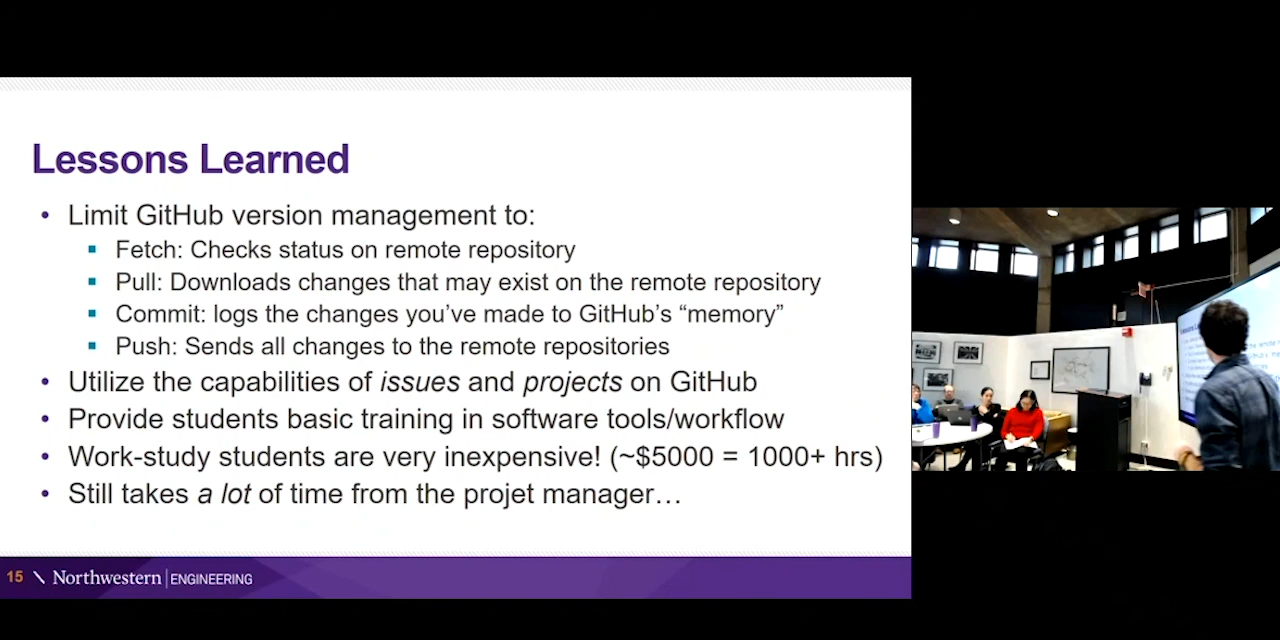 Lessons Learned
• Limit GitHub version management to:
▪ Fetch: Checks status on remote repository
▪ Pull: Downloads changes that may exist on the remote repository
▪ Commit: logs the changes you’ve made to GitHub’s “memory”
▪ Push: Sends all changes to the remote repositories
• Utilize the capabilities of issues and projects on GitHub
• Provide students basic training in software tools/workflow
• Work-study students are very inexpensive! (~$5000 = 1000+ hrs)
• Still takes a lot of time from the projet manager…
15 \ Northwestern | ENGINEERING